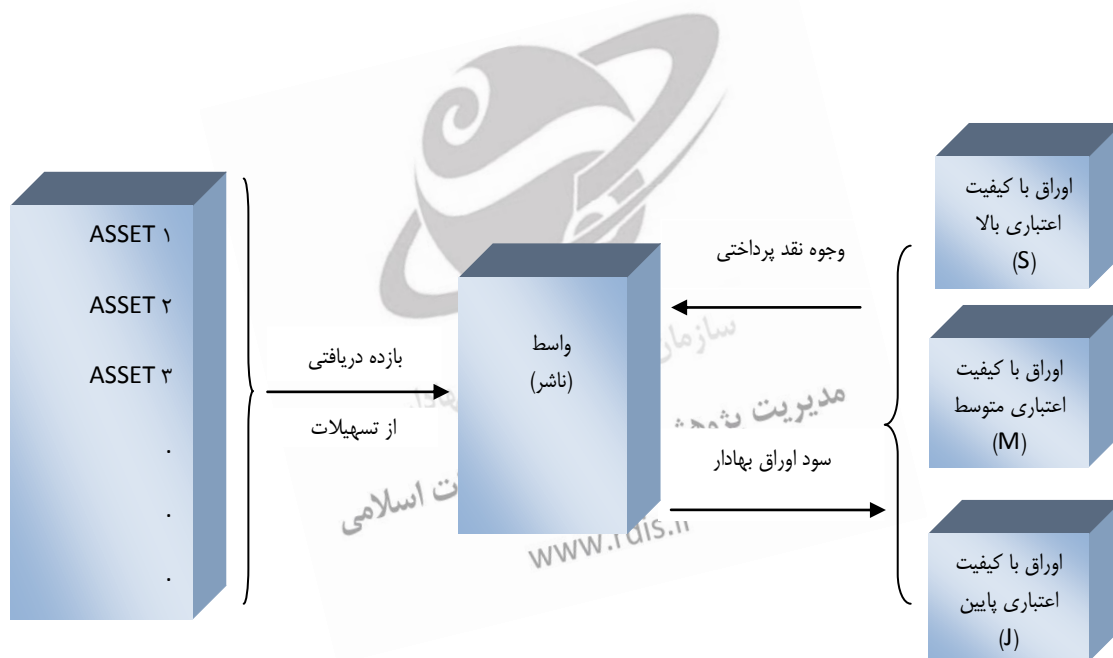 ASSET ۱
ASSET ۲
ASSET ۳
.
.
.
بازده دریافتی
از تسهیلات
واسط
(ناشر)
وجوه نقد پرداختی
سود اوراق بهادار
اوراق با کیفیت
اعتباری بالا
(S)
اوراق با کیفیت
اعتباری متوسط
(M)
اوراق با کیفیت
اعتباری پایین
(J)
سازمان
مدیریت پژوهش
اسلامی
www.rdis.ir